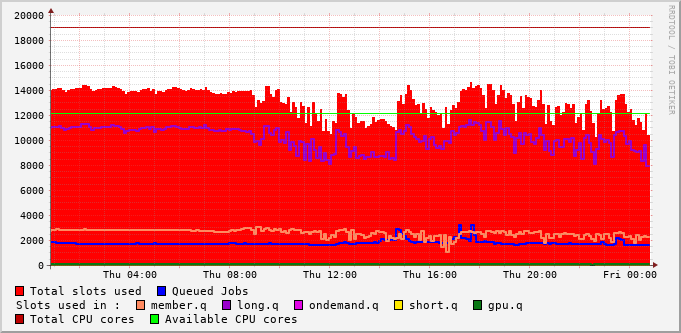 20000
18000
16000
14000
12000
10000
8000
6000
4000
2000
0
Thu 04:00 Thu 08:00 Thu 12:00 Thu 16:00 Thu 20:00 Fri 00:00
RRDTOOL / TOBI OETIKER
Total slots used Queued Jobs
Slots used in : member.q long.q ondemand.q short.q gpu.q
Total CPU cores Available CPU cores